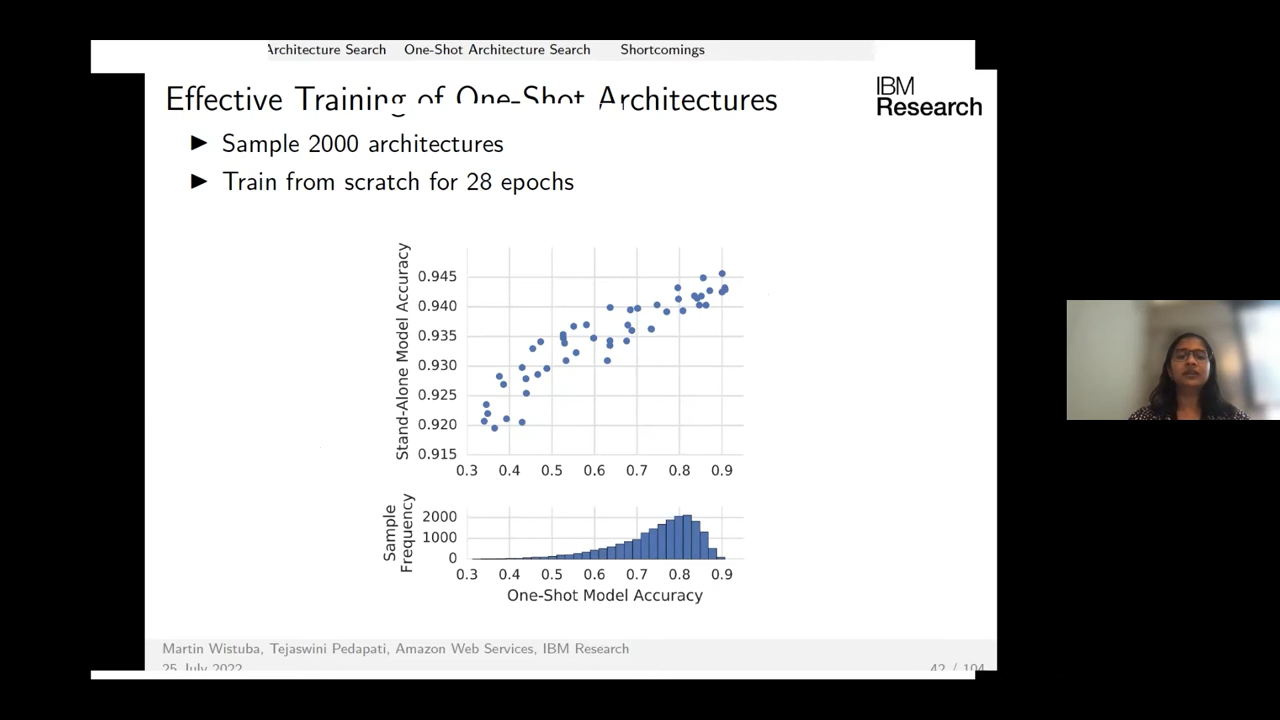 Architecture Search One-Shot Architecture Search Shortcomings
Effective Training of One-Shot Architectures
IBM
Research
▶ Sample 2000 architectures
▶ Train from scratch for 28 epochs
Stand-Alone Model Accuracy
0.945
0.940
0.935
0.930
0.925
0.920
0.915
0.3 0.4 0.5 0.6 0.7 0.8 0.9
Sample
Frequency
2000
1000
0
0.3 0.4 0.5 0.6 0.7 0.8 0.9
One-Shot Model Accuracy
Martin Wistuba, Tejaswini Pedapati, Amazon Web Services, IBM Research
25 July 2022 42 / 104